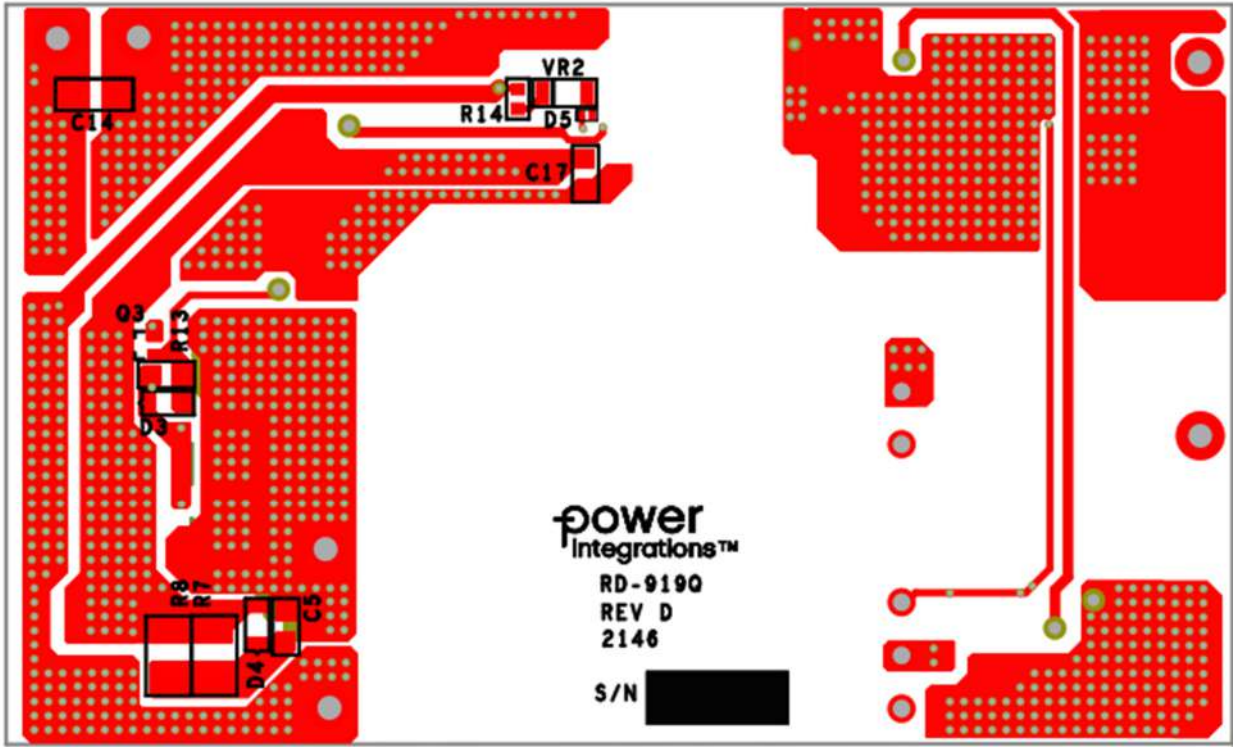 VR2
C14
R14
D5
C17
Q3
R13
D3
power
integrations™
RD-919Q
REV D
2146
R8
R7
C5
D4
S/N